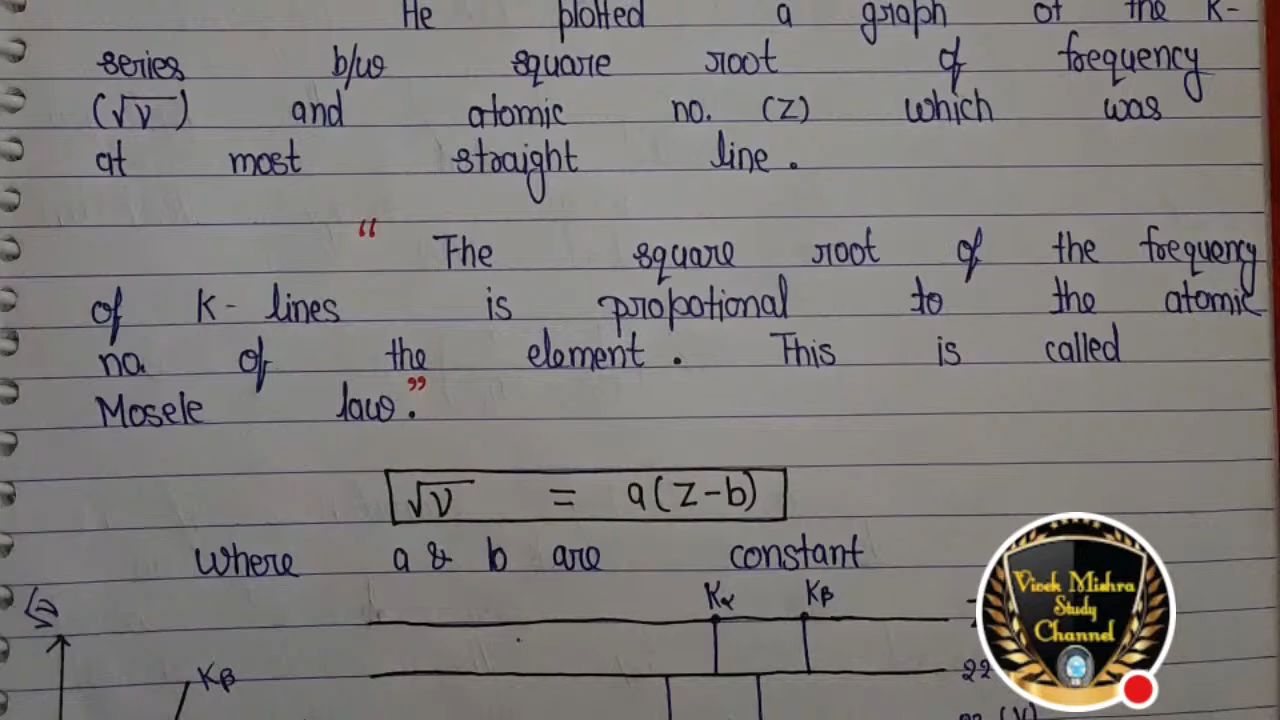 He plotted a graph of the K-
series b/w square root of frequency
(√ν) and atomic no. (Z) which was
at most straight line.
“ The square root of the frequency
of K- lines is propotional to the atomic
no. of the element. This is called
Mosele law.”
√ν = a(Z-b)
Where a & b are constant
Kα Kβ
√ν
Kβ
22
(V)
Vivek Mishra
Study
Channel